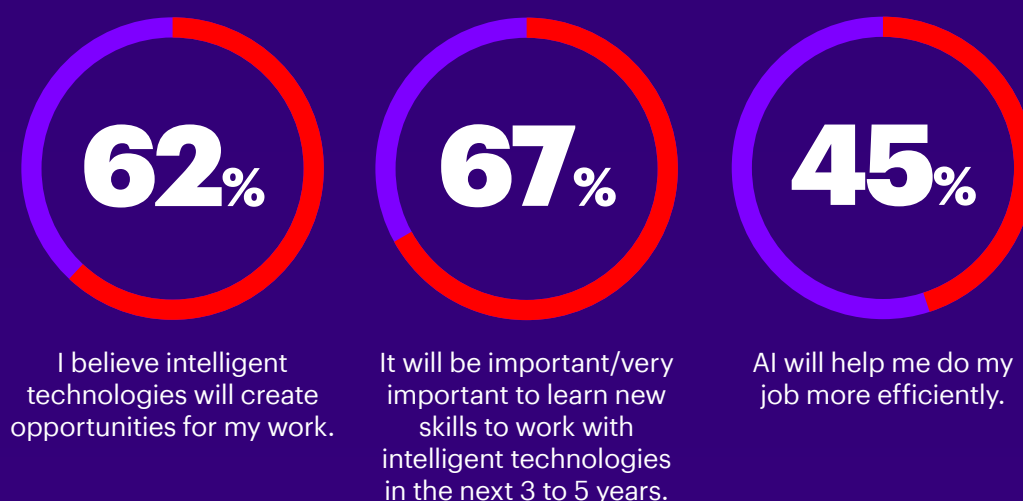 62%
67%
45%
I believe intelligent
technologies will create
opportunities for my work.
It will be important/very
important to learn new
skills to work with
intelligent technologies
in the next 3 to 5 years.
AI will help me do my
job more efficiently.